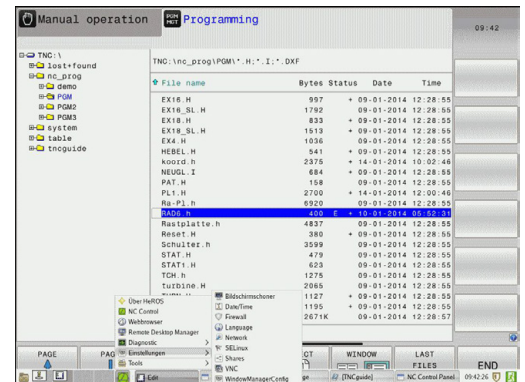 Manual operation
PGM MGT Programming
09:42
TNC:\
lost+found
nc_prog
demo
PGM
PGM2
PGM3
system
table
tncguide
TNC:\nc_prog\PGM\*.H;*.I;*.DXF
File name Bytes Status Date Time
EX16.H 997 + 09-01-2014 12:28:55
EX16_SL.H 1792 09-01-2014 12:28:55
EX18.H 833 + 09-01-2014 12:28:55
EX18_SL.H 1513 + 09-01-2014 12:28:55
EX4.H 1036 09-01-2014 12:28:55
HEBEL.H 541 + 09-01-2014 12:28:55
koord.h 2375 + 14-01-2014 10:02:46
NEUGL.I 684 + 09-01-2014 12:28:55
PAT.H 158 09-01-2014 12:28:55
PL1.H 2700 + 14-01-2014 12:00:46
Ra-Pl.h 6920 09-01-2014 12:28:55
RAD6.h 400 E + 10-01-2014 05:52:31
Rastplatte.h 4837 09-01-2014 12:28:55
Reset.H 380 + 09-01-2014 12:28:55
Schulter.h 3599 09-01-2014 12:28:55
STAT.H 479 09-01-2014 12:28:55
STAT1.H 623 09-01-2014 12:28:55
TCH.h 1275 09-01-2014 12:28:55
turbine.H 2065 09-01-2014 12:28:55
1127 + 09-01-2014 12:28:55
1195 + 09-01-2014 12:28:55
2671K 09-01-2014 12:28:57
Über HeROS
NC Control
Webbrowser
Remote Desktop Manager
Diagnostic
Einstellungen
Tools
Bildschirmschoner
Date/Time
Firewall
Language
Network
SELinux
Shares
VNC
WindowManagerConfig
PAGE
PAG
CT
WINDOW
LAST FILES
END
Edit
ge
[TNCguide]
NC Control Panel
09:42:26